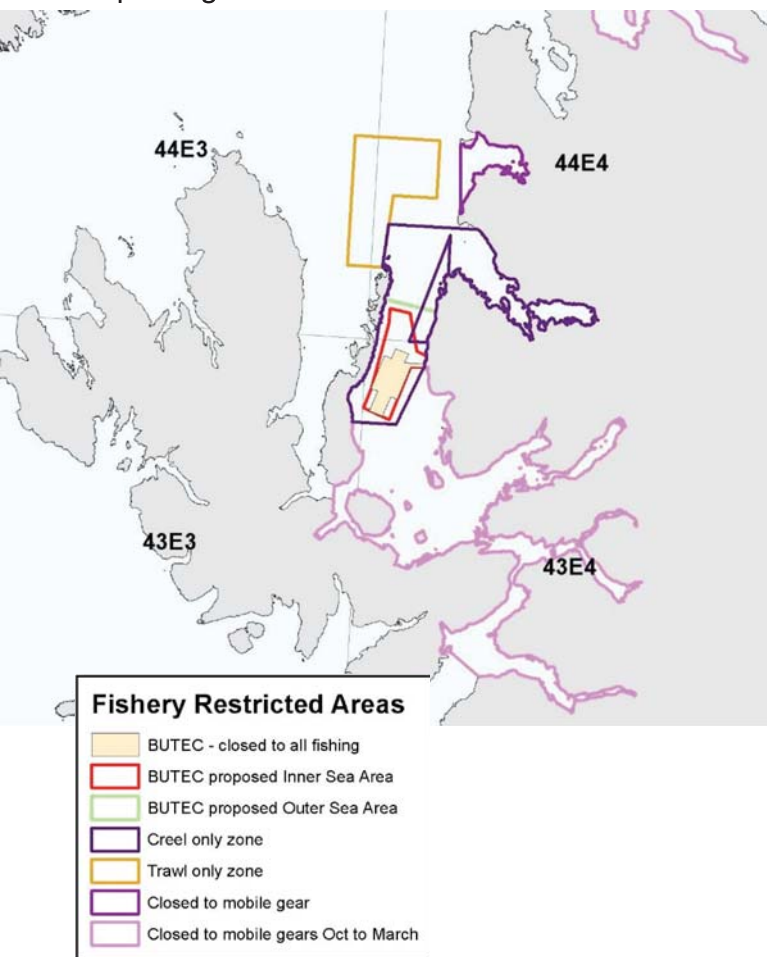 44E3
44E4
43E3
43E4
Fishery Restricted Areas
BUTEC - closed to all fishing
BUTEC proposed Inner Sea Area
BUTEC proposed Outer Sea Area
Creel only zone
Trawl only zone
Closed to mobile gear
Closed to mobile gears Oct to March